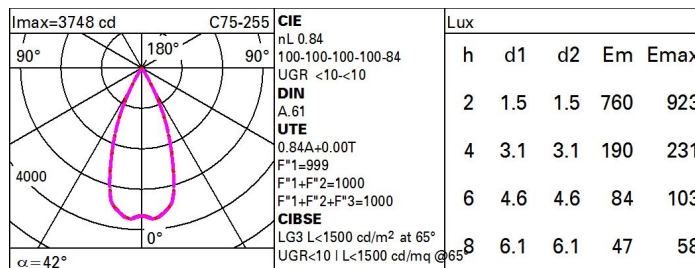 Imax=3748 cd C75-255
90° 180° 90°
4000
0°
α=42°
CIE
nL 0.84
100-100-100-100-84
UGR <10-<10
DIN
A.61
UTE
0.84A+0.00T
F"1=999
F"1+F"2=1000
F"1+F"2+F"3=1000
CIBSE
LG3 L<1500 cd/m² at 65°
UGR<10 | L<1500 cd/mq @65°
Lux
h d1 d2 Em Emax
2 1.5 1.5 760 923
4 3.1 3.1 190 231
6 4.6 4.6 84 103
8 6.1 6.1 47 58